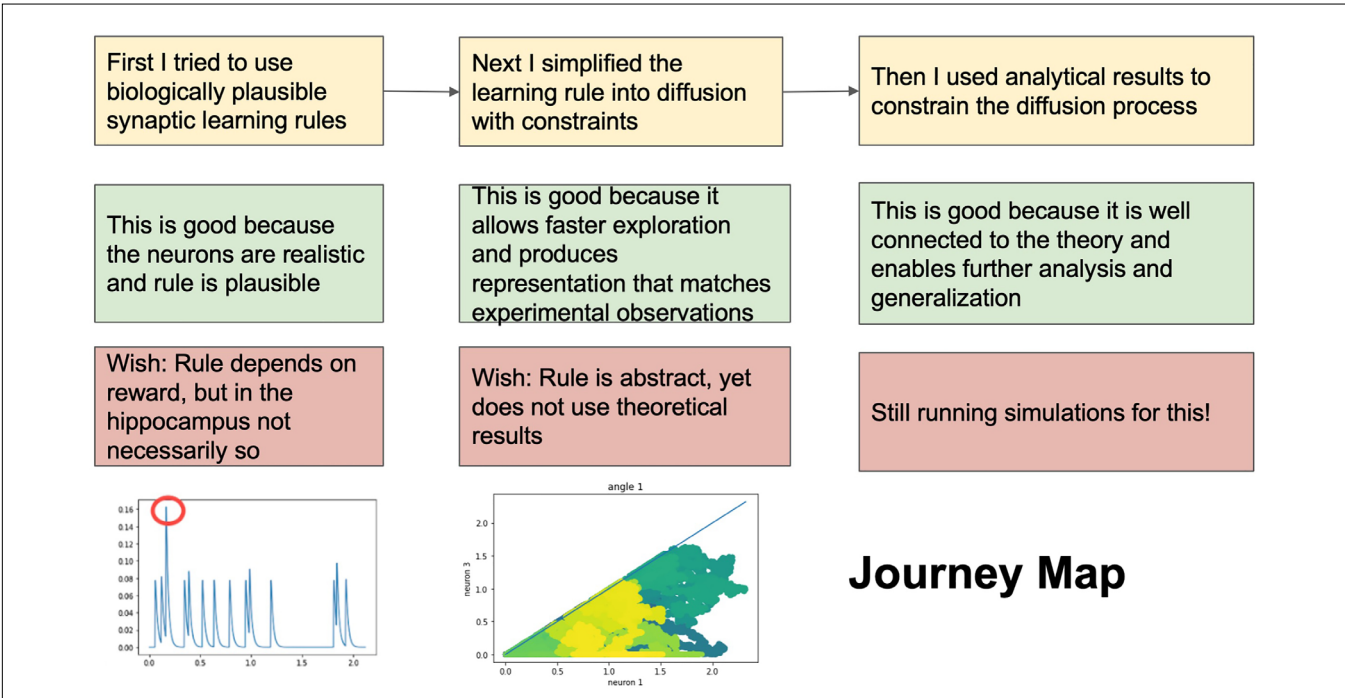 First I tried to use
biologically plausible
synaptic learning rules
Next I simplified the
learning rule into diffusion
with constraints
Then I used analytical results to
constrain the diffusion process
This is good because
the neurons are realistic
and rule is plausible
This is good because it
allows faster exploration
and produces
representation that matches
experimental observations
This is good because it is well
connected to the theory and
enables further analysis and
generalization
Wish: Rule depends on
reward, but in the
hippocampus not
necessarily so
Wish: Rule is abstract, yet
does not use theoretical
results
Still running simulations for this!
0.16
0.14
0.12
0.10
0.08
0.06
0.04
0.02
0.00
0.0 0.5 1.0 1.5 2.0
angle 1
neuron 3
2.0
1.5
1.0
0.5
0.0
0.0 0.5 1.0 1.5 2.0
neuron 1
Journey Map